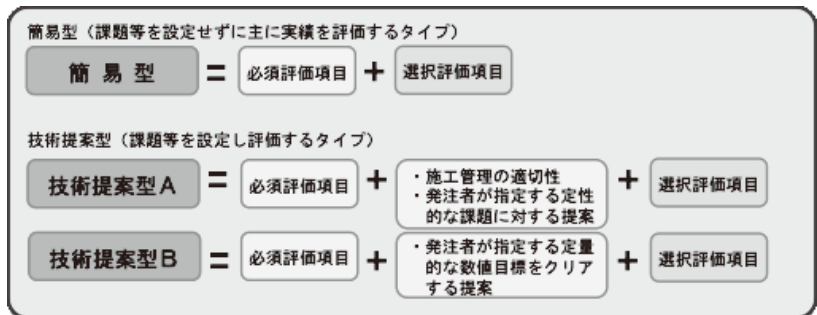 簡易型（課題等を設定せずに主に実績を評価するタイプ）
簡易型 = 必須評価項目 + 選択評価項目
技術提案型（課題等を設定し評価するタイプ）
技術提案型A = 必須評価項目 + ・施工管理の適切性
・発注者が指定する定性
的な課題に対する提案 + 選択評価項目
技術提案型B = 必須評価項目 + ・発注者が指定する定量
的な数値目標をクリア
する提案 + 選択評価項目